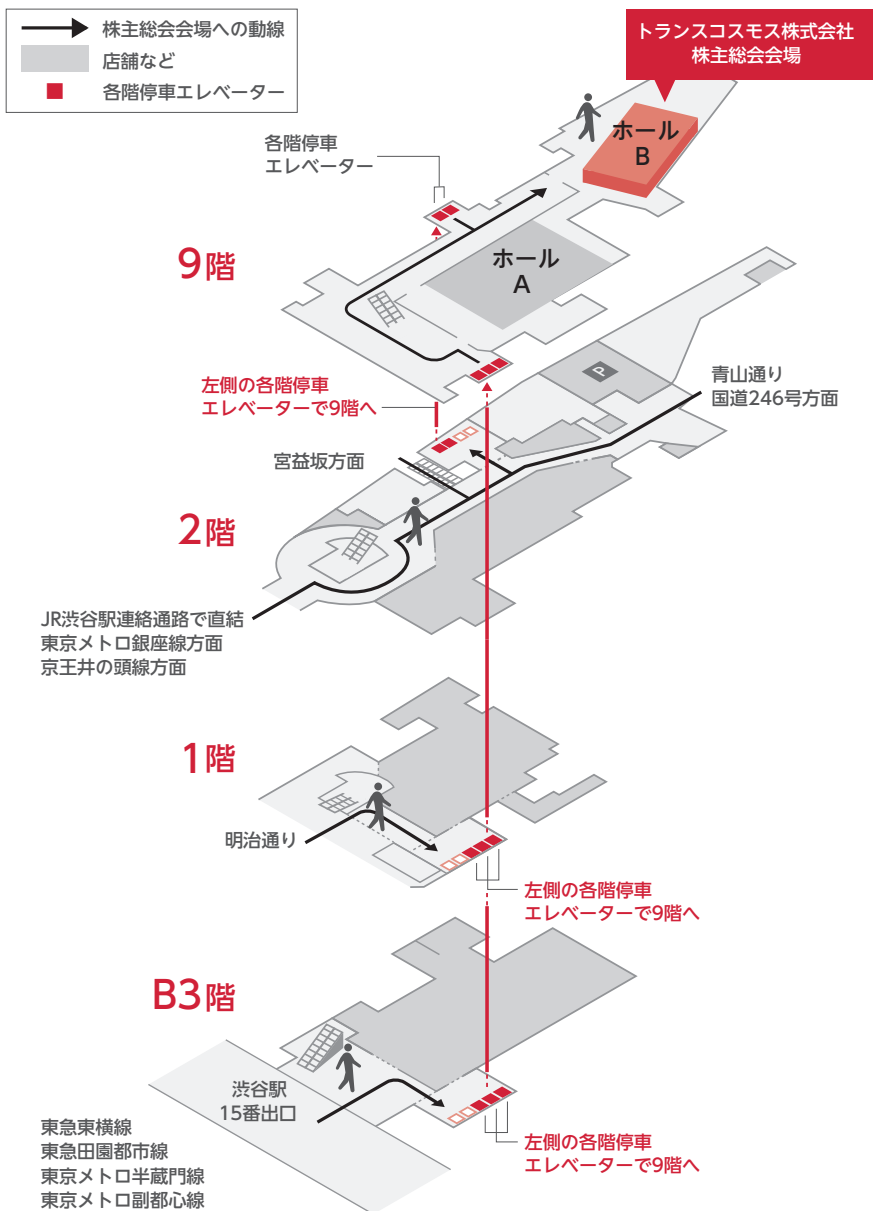 株主総会会場への動線
店舗など
各階停車エレベーター
トランスコスモス株式会社
株主総会会場
ホール
B
各階停車
エレベーター
9階
ホール
A
左側の各階停車
エレベーターで9階へ
P
青山通り
国道246号方面
宮益坂方面
2階
JR渋谷駅連絡通路で直結
東京メトロ銀座線方面
京王井の頭線方面
1階
明治通り
左側の各階停車
エレベーターで9階へ
B3階
渋谷駅
15番出口
東急東横線
東急田園都市線
東京メトロ半蔵門線
東京メトロ副都心線
左側の各階停車
エレベーターで9階へ